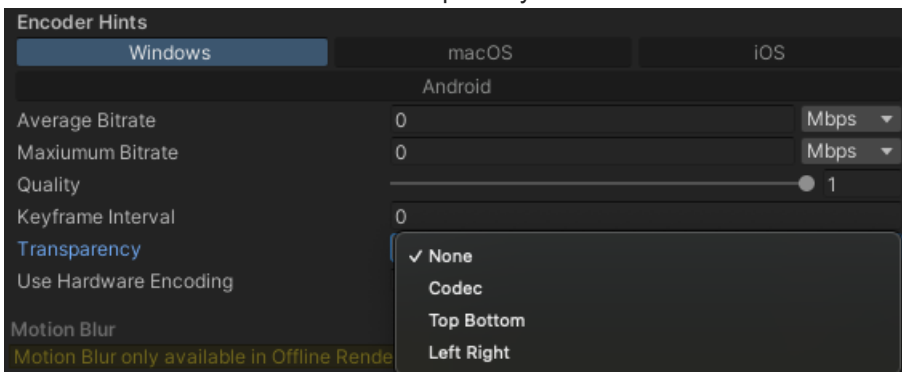 Encoder Hints
Windows macOS iOS
Android
Average Bitrate 0 Mbps
Maxiumum Bitrate 0 Mbps
Quality 1
Keyframe Interval 0
Transparency
✓ None
Use Hardware Encoding
Codec
Top Bottom
Motion Blur
Left Right
Motion Blur only available in Offline Rende